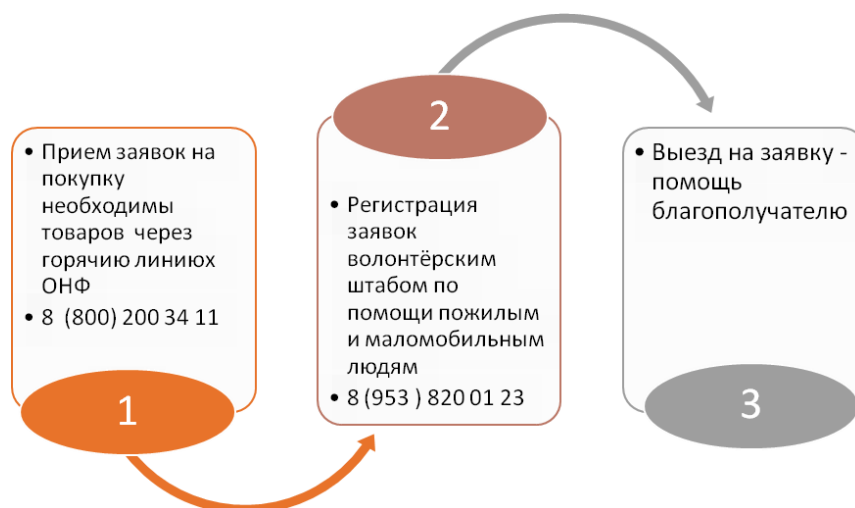 • Прием заявок на
покупку
необходимы
товаров через
горячию линиюх
ОНФ
• 8 (800) 200 34 11
1
2
• Регистрация
заявок
волонтёрским
штабом по
помощи пожилым
и маломобильным
людям
• 8 (953 ) 820 01 23
• Выезд на заявку -
помощь
благополучателю
3